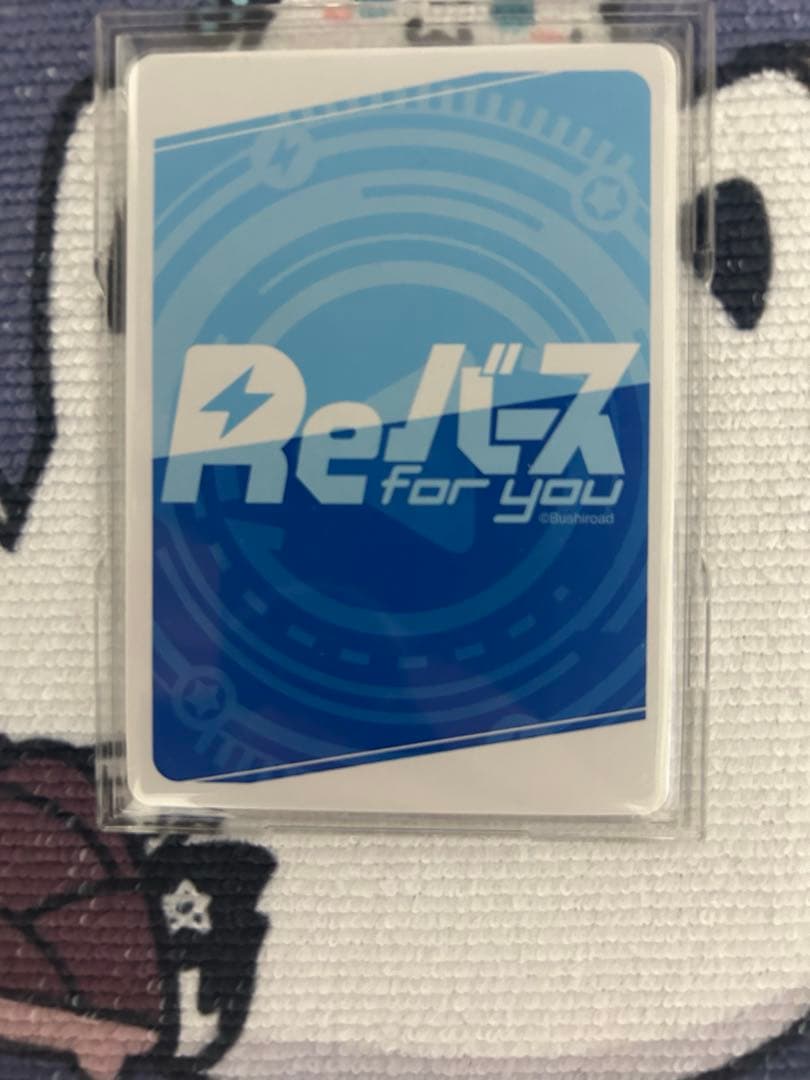 Reバース
for you
©Bushiroad